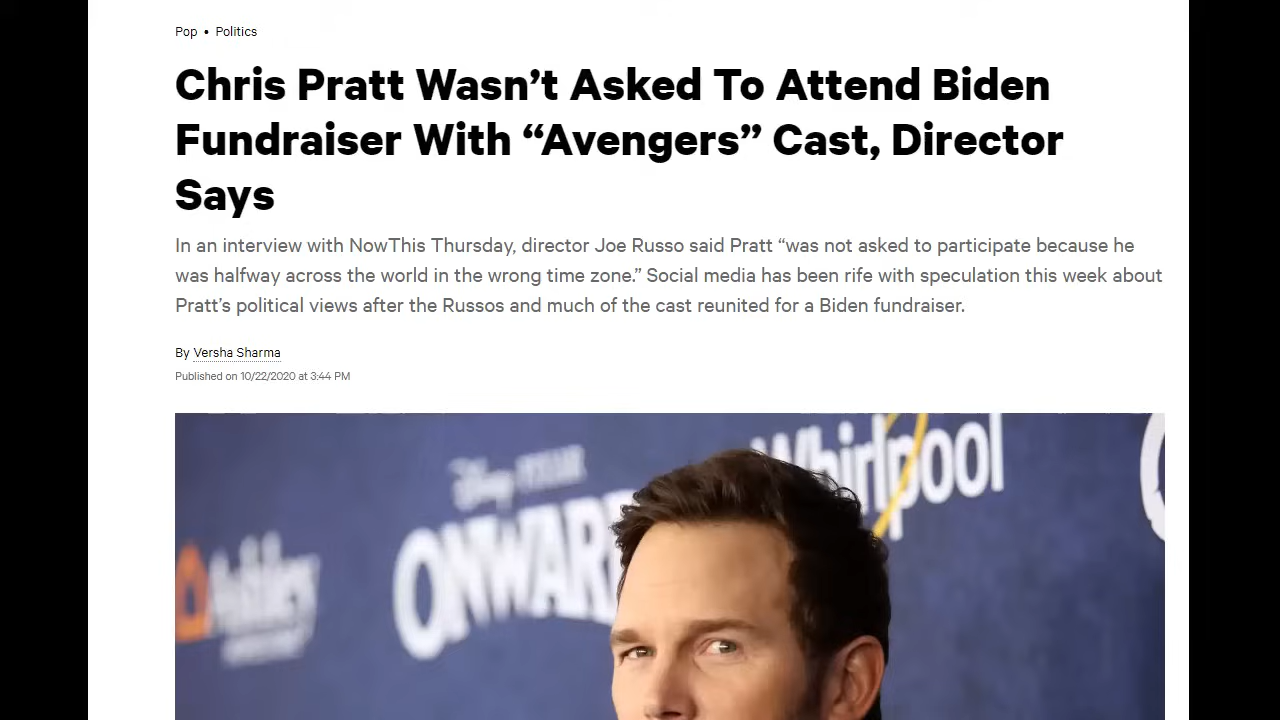 Pop • Politics
Chris Pratt Wasn’t Asked To Attend Biden
Fundraiser With “Avengers” Cast, Director
Says
In an interview with NowThis Thursday, director Joe Russo said Pratt “was not asked to participate because he
was halfway across the world in the wrong time zone.” Social media has been rife with speculation this week about
Pratt’s political views after the Russos and much of the cast reunited for a Biden fundraiser.
By Versha Sharma
Published on 10/22/2020 at 3:44 PM
Whirlpool
Disney PIXAR
ONWARD
Ashley